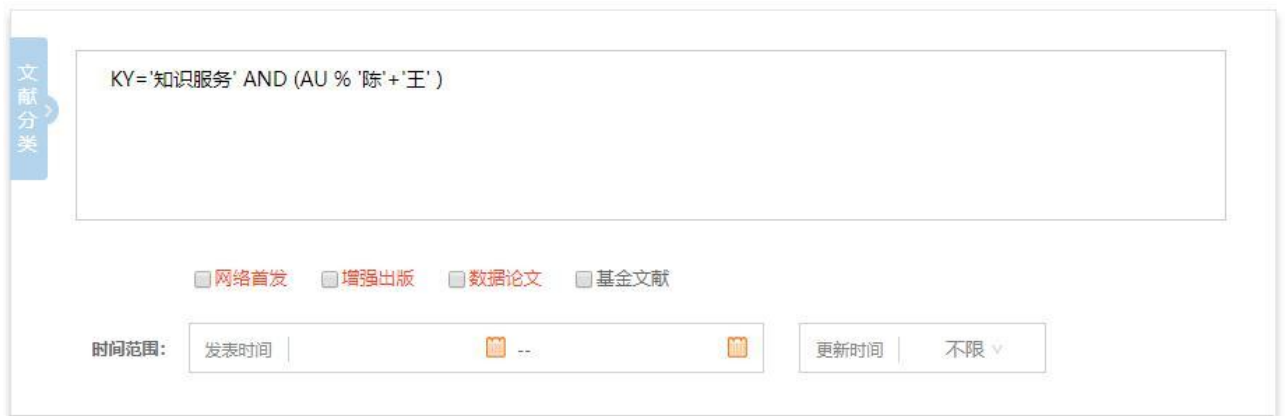 文献分类
KY='知识服务' AND (AU % '陈'+'王' )
网络首发 增强出版 数据论文 基金文献
时间范围: 发表时间 -- 更新时间 不限